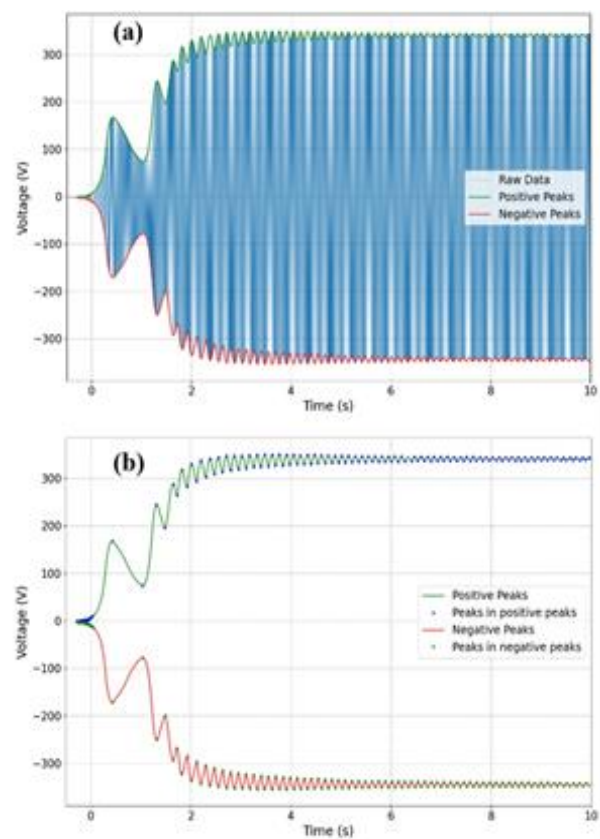 (a)
300
200
100
0
−100
−200
−300
Voltage (V)
Raw Data
Positive Peaks
Negative Peaks
0 2 4 6 8 10
Time (s)
(b)
300
200
100
0
−100
−200
−300
Voltage (V)
Positive Peaks
Peaks in positive peaks
Negative Peaks
Peaks in negative peaks
0 2 4 6 8 10
Time (s)